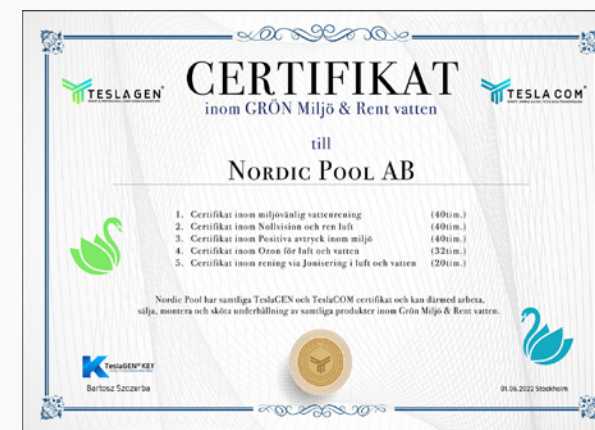 CERTIFIKAT
inom GRÖN Miljö & Rent vatten
TESLAGEN®
TESLACOM®
till
NORDIC POOL AB
1. Certifikat inom miljövänlig vattenrening (40tim.)
2. Certifikat inom Nollvision och ren luft (40tim.)
3. Certifikat inom Positiva avtryck inom miljö (40tim.)
4. Certifikat inom Ozon för luft och vatten (32tim.)
5. Certifikat inom rening via Jonisering i luft och vatten (20tim.)
Nordic Pool har samtliga TeslaGEN och TeslaCOM certifikat och kan därmed arbeta,
sälja, montera och sköta underhållning av samtliga produkter inom Grön Miljö & Rent vatten.
TeslaGEN® KEY
Bartosz Szczerba
01.06.2022 Stockholm